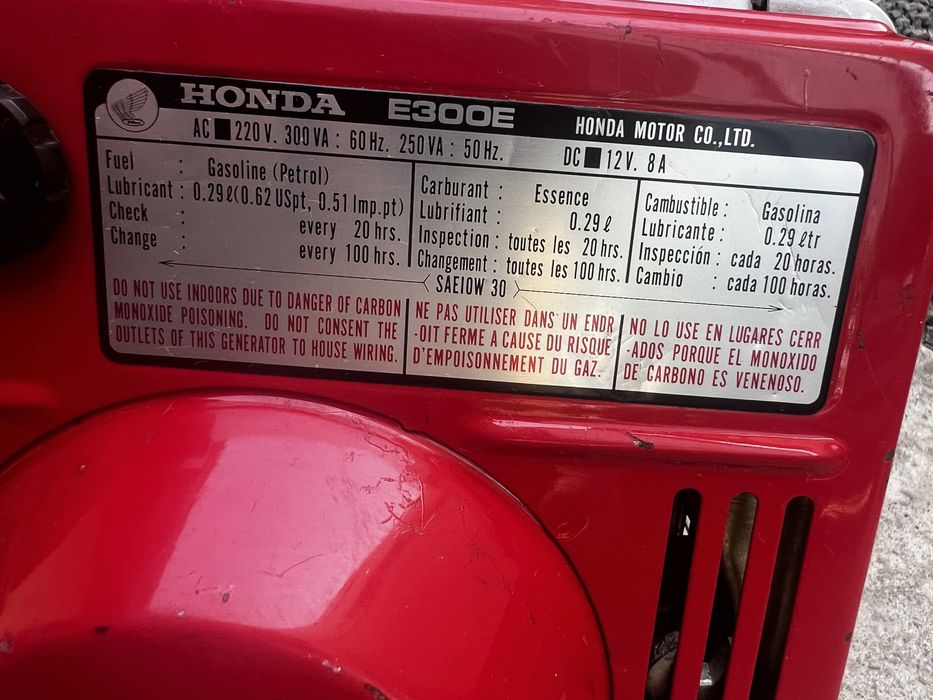 HONDA E300E HONDA MOTOR CO.,LTD.
AC ■ 220V. 300VA : 60Hz. 250VA : 50Hz. DC ■ 12V. 8A
Fuel : Gasoline (Petrol)
Lubricant : 0.29ℓ(0.62 USpt, 0.51 Imp.pt)
Check : every 20 hrs.
Change : every 100 hrs.
Carburant : Essence
Lubrifiant : 0.29ℓ
Inspection : toutes les 20 hrs.
Changement : toutes les 100 hrs.
Combustible : Gasolina
Lubricante : 0.29 ℓtr
Inspección : cada 20 horas.
Cambio : cada 100 horas.
SAE10W 30
DO NOT USE INDOORS DUE TO DANGER OF CARBON
MONOXIDE POISONING. DO NOT CONSENT THE
OUTLETS OF THIS GENERATOR TO HOUSE WIRING.
NE PAS UTILISER DANS UN ENDR
-OIT FERME A CAUSE DU RISQUE
D'EMPOISONNEMENT DU GAZ.
NO LO USE EN LUGARES CERR
-ADOS PORQUE EL MONOXIDO
DE CARBONO ES VENENOSO.